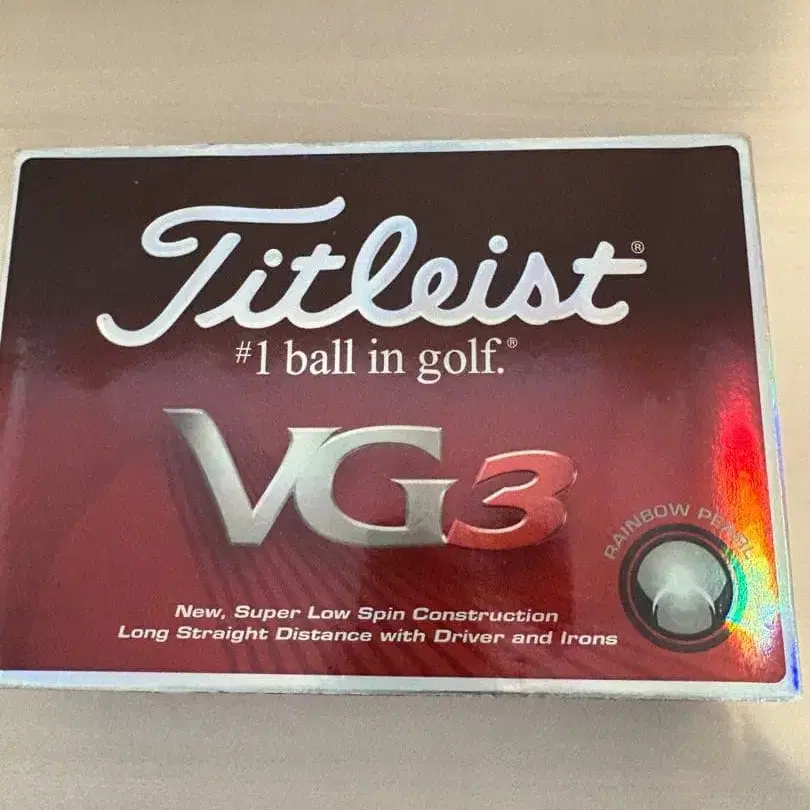 Titleist®
#1 ball in golf.®
VG3
RAINBOW PEARL
New, Super Low Spin Construction
Long Straight Distance with Driver and Irons